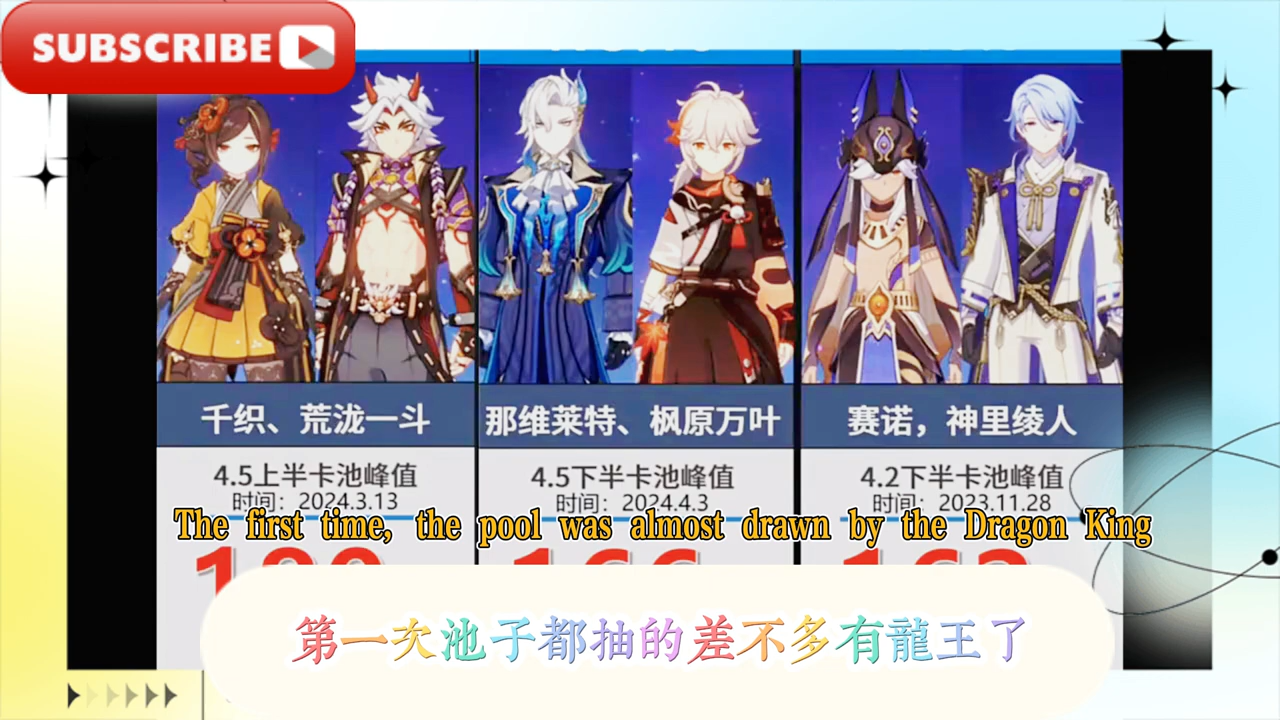 SUBSCRIBE
千织、荒泷一斗
那维莱特、枫原万叶
赛诺，神里绫人
4.5上半卡池峰值
4.5下半卡池峰值
4.2下半卡池峰值
时间：2024.3.13
时间：2024.4.3
时间：2023.11.28
The first time, the pool was almost drawn by the Dragon King
第一次池子都抽的差不多有龍王了